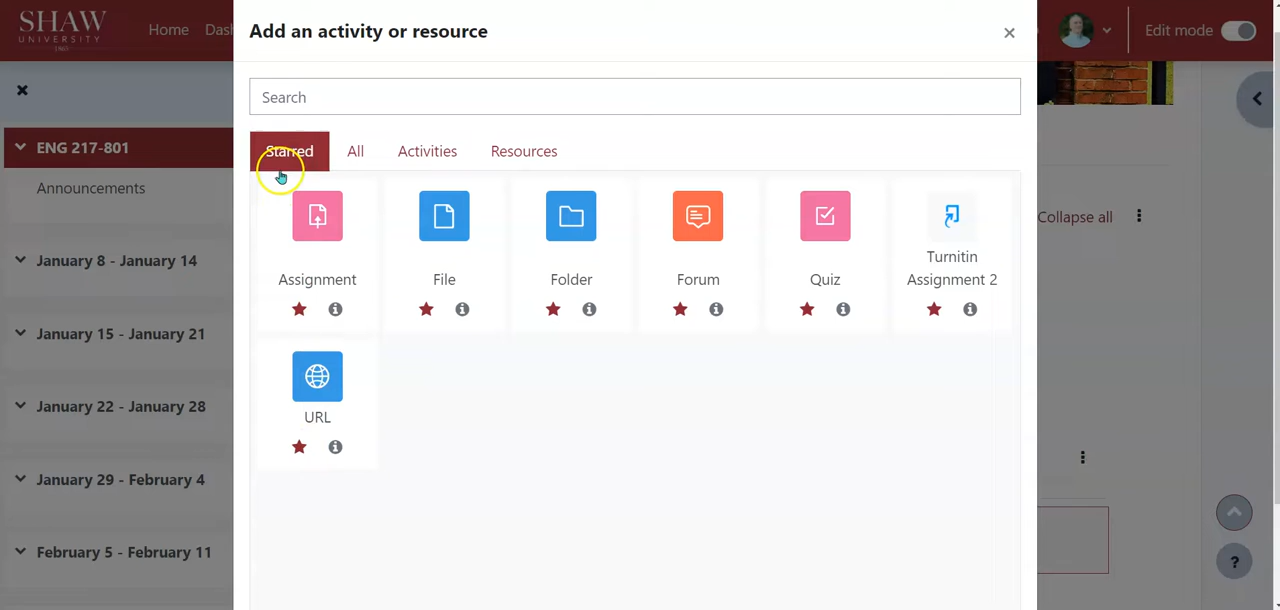 SHAW
UNIVERSITY
1865
Home
Dash
Edit mode
Add an activity or resource
Search
Starred
All
Activities
Resources
ENG 217-801
Announcements
January 8 - January 14
January 15 - January 21
January 22 - January 28
January 29 - February 4
February 5 - February 11
Assignment
File
Folder
Forum
Quiz
Turnitin
Assignment 2
URL
Collapse all
?